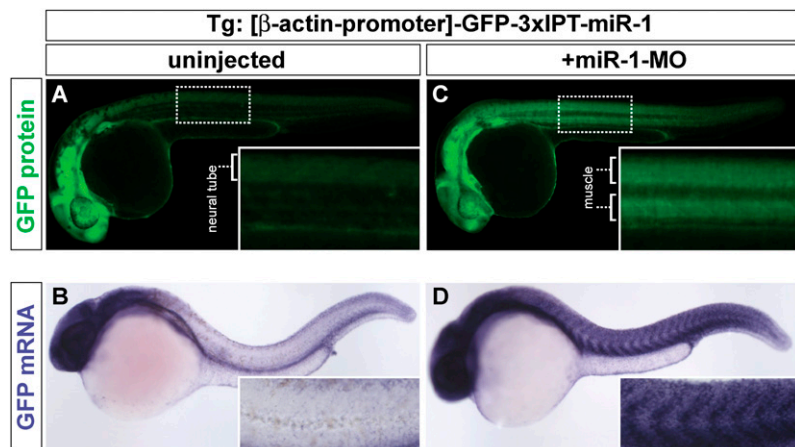 Tg: [β-actin-promoter]-GFP-3xIPT-miR-1
uninjected
+miR-1-MO
GFP protein
A
neural tube
C
muscle
GFP mRNA
B
D